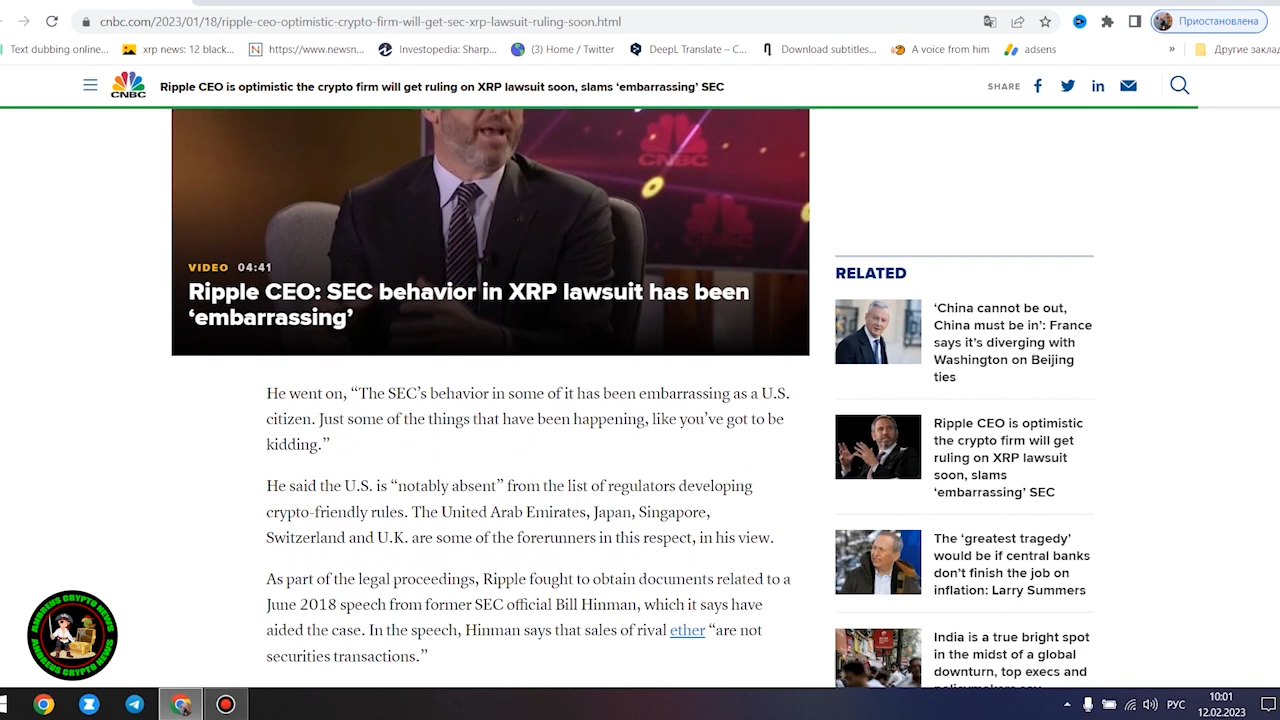 cnbc.com/2023/01/18/ripple-ceo-optimistic-crypto-firm-will-get-sec-xrp-lawsuit-ruling-soon.html
Приостановлена
Text dubbing online...
xrp news: 12 black...
https://www.newsn...
Investopedia: Sharp...
(3) Home / Twitter
DeepL Translate – C...
Download subtitles...
A voice from him
adsens
»
Другие закла
CNBC
Ripple CEO is optimistic the crypto firm will get ruling on XRP lawsuit soon, slams ‘embarrassing’ SEC
SHARE
CNBC
VIDEO 04:41
Ripple CEO: SEC behavior in XRP lawsuit has been
‘embarrassing’
He went on, “The SEC’s behavior in some of it has been embarrassing as a U.S.
citizen. Just some of the things that have been happening, like you’ve got to be
kidding.”
He said the U.S. is “notably absent” from the list of regulators developing
crypto-friendly rules. The United Arab Emirates, Japan, Singapore,
Switzerland and U.K. are some of the forerunners in this respect, in his view.
As part of the legal proceedings, Ripple fought to obtain documents related to a
June 2018 speech from former SEC official Bill Hinman, which it says have
aided the case. In the speech, Hinman says that sales of rival ether “are not
securities transactions.”
RELATED
‘China cannot be out,
China must be in’: France
says it’s diverging with
Washington on Beijing
ties
Ripple CEO is optimistic
the crypto firm will get
ruling on XRP lawsuit
soon, slams
‘embarrassing’ SEC
The ‘greatest tragedy’
would be if central banks
don’t finish the job on
inflation: Larry Summers
India is a true bright spot
in the midst of a global
downturn, top execs and
policymakers say
ANDREUS CRYPTO NEWS
ANDREUS CRYPTO NEWS
РУС
10:01
12.02.2023